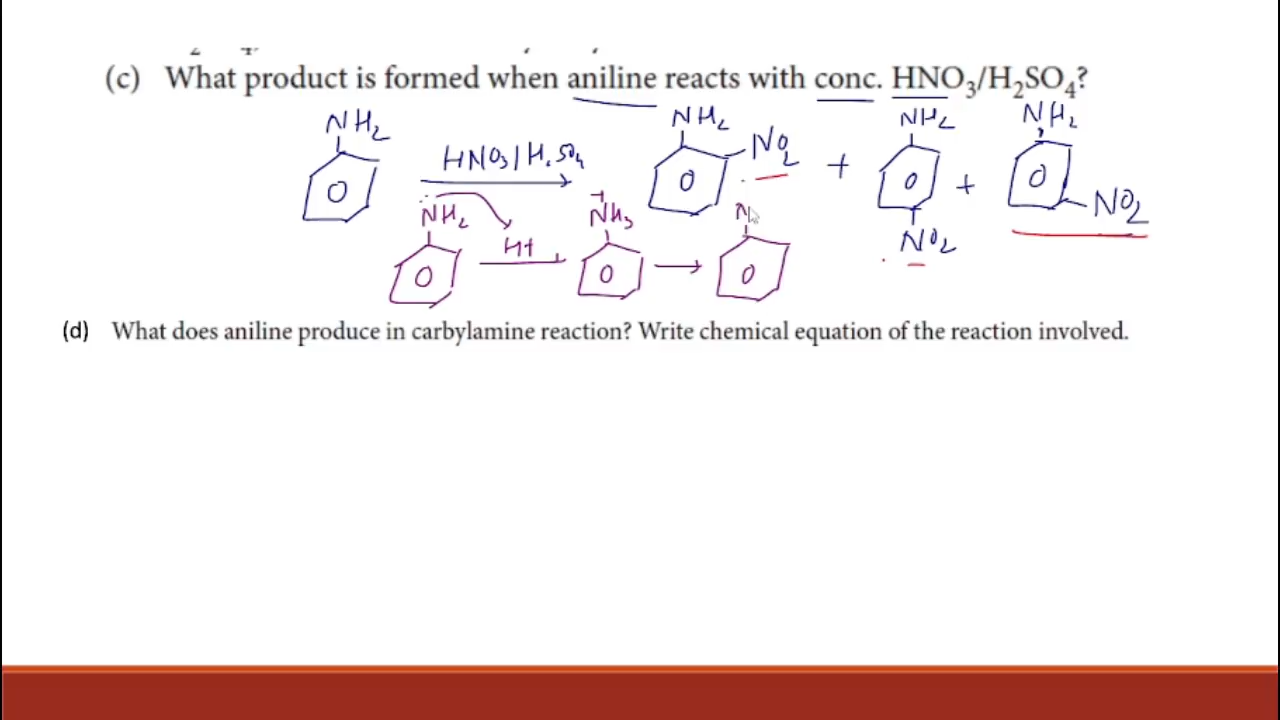 (c) What product is formed when aniline reacts with conc. HNO₃/H₂SO₄?
NH₂ HNO₃/H₂SO₄ NH₂ NO₂ + NH₂ NO₂ + NH₂ NO₂
NH₂ H+ +NH₃ N
(d) What does aniline produce in carbylamine reaction? Write chemical equation of the reaction involved.